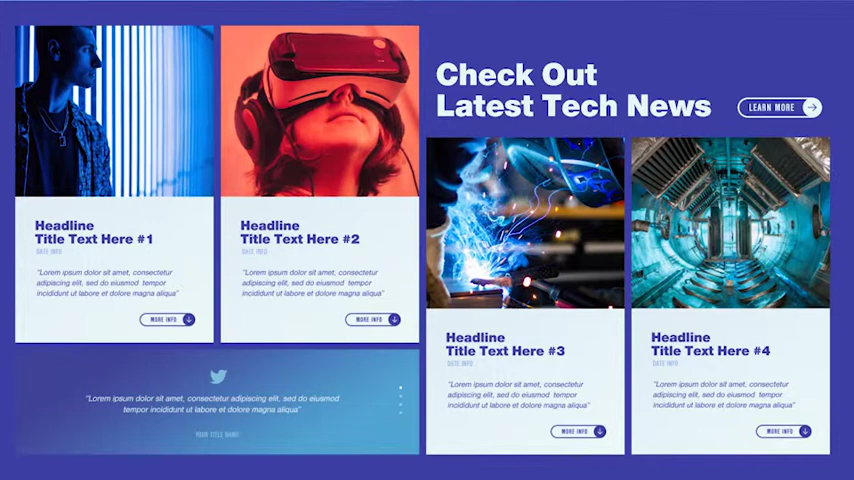 Check Out
Latest Tech News
LEARN MORE
Headline
Title Text Here #1
DATE INFO
"Lorem ipsum dolor sit amet, consectetur
adipiscing elit, sed do eiusmod tempor
incididunt ut labore et dolore magna aliqua"
MORE INFO
Headline
Title Text Here #2
DATE INFO
"Lorem ipsum dolor sit amet, consectetur
adipiscing elit, sed do eiusmod tempor
incididunt ut labore et dolore magna aliqua"
MORE INFO
Headline
Title Text Here #3
DATE INFO
"Lorem ipsum dolor sit amet, consectetur
adipiscing elit, sed do eiusmod tempor
incididunt ut labore et dolore magna aliqua"
MORE INFO
Headline
Title Text Here #4
DATE INFO
"Lorem ipsum dolor sit amet, consectetur
adipiscing elit, sed do eiusmod tempor
incididunt ut labore et dolore magna aliqua"
MORE INFO
"Lorem ipsum dolor sit amet, consectetur adipiscing elit, sed do eiusmod
tempor incididunt ut labore et dolore magna aliqua"
YOUR TITLE NAME